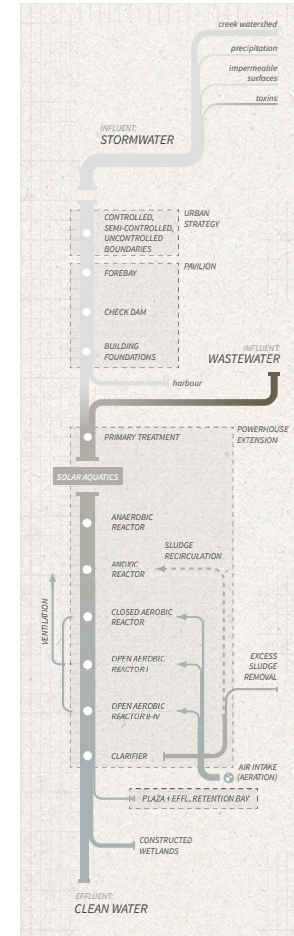 creek watershed
precipitation
impermeable
surfaces
toxins
INFLUENT:
STORMWATER
CONTROLLED,
SEMI-CONTROLLED,
UNCONTROLLED
BOUNDARIES
URBAN
STRATEGY
FOREBAY
PAVILION
CHECK DAM
BUILDING
FOUNDATIONS
INFLUENT:
WASTEWATER
harbour
POWERHOUSE
EXTENSION
PRIMARY TREATMENT
SOLAR AQUATICS
ANAEROBIC
REACTOR
SLUDGE
RECIRCULATION
ANOXIC
REACTOR
VENTILATION
CLOSED AEROBIC
REACTOR
OPEN AEROBIC
REACTOR I
EXCESS
SLUDGE
REMOVAL
OPEN AEROBIC
REACTOR II-IV
CLARIFIER
AIR INTAKE
(AERATION)
PLAZA + EFFL. RETENTION BAY
CONSTRUCTED
WETLANDS
EFFLUENT:
CLEAN WATER